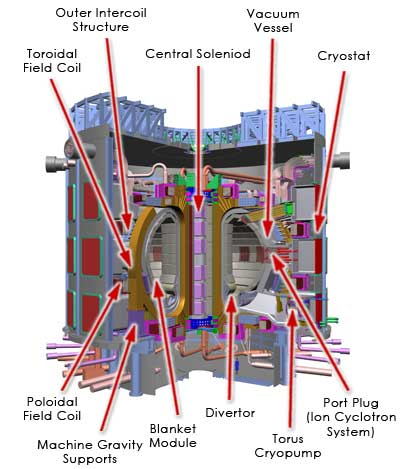 Outer Intercoil
Structure
Vacuum
Vessel
Toroidal
Field Coil
Central Soleniod
Cryostat
Poloidal
Field Coil
Machine Gravity
Supports
Blanket
Module
Divertor
Torus
Cryopump
Port Plug
(Ion Cyclotron
System)